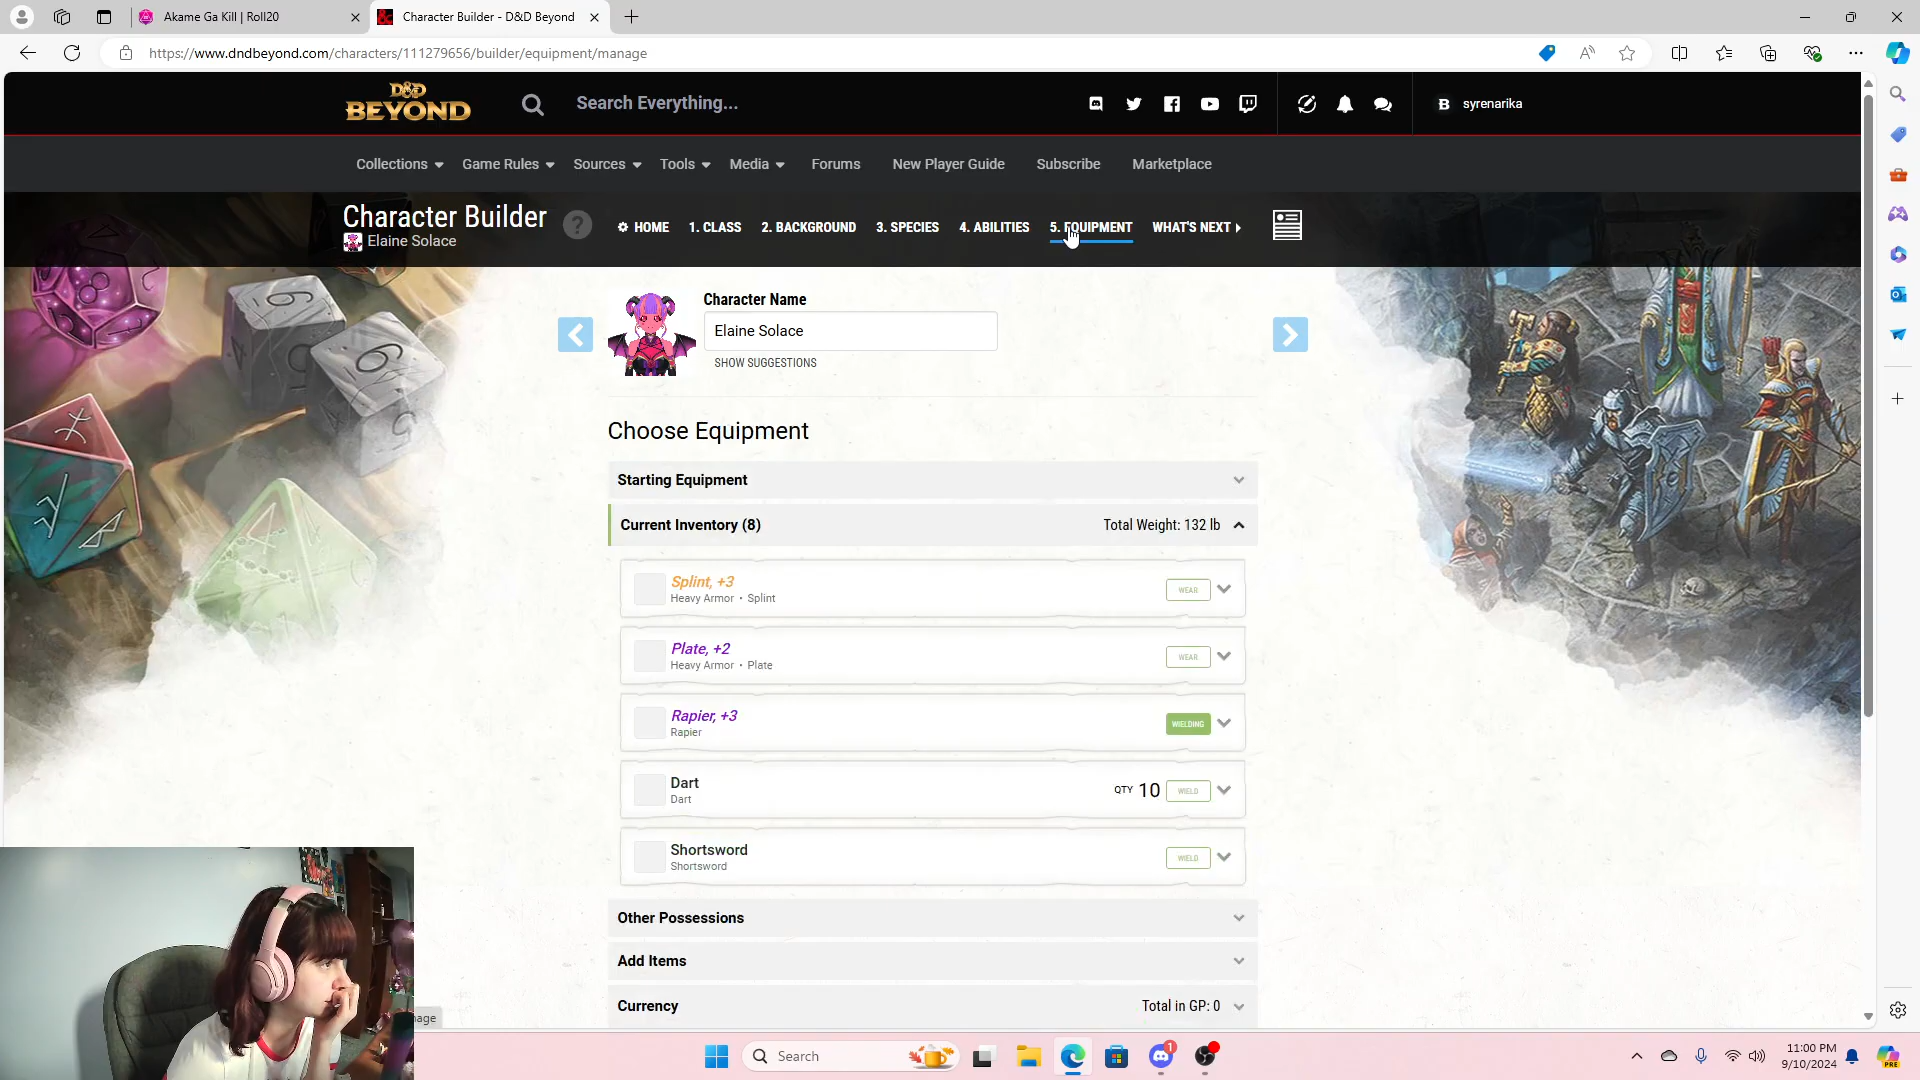 Akame Ga Kill | Roll20
Character Builder - D&D Beyond
https://www.dndbeyond.com/characters/111279656/builder/equipment/manage
D&D
BEYOND
Search Everything...
syrenarika
Collections
Game Rules
Sources
Tools
Media
Forums
New Player Guide
Subscribe
Marketplace
Character Builder
Elaine Solace
?
HOME
1. CLASS
2. BACKGROUND
3. SPECIES
4. ABILITIES
5. EQUIPMENT
WHAT'S NEXT
Character Name
Elaine Solace
SHOW SUGGESTIONS
Choose Equipment
Starting Equipment
Current Inventory (8)
Total Weight: 132 lb
Splint, +3
Heavy Armor • Splint
WEAR
Plate, +2
Heavy Armor • Plate
WEAR
Rapier, +3
Rapier
WIELDING
Dart
Dart
QTY 10
WIELD
Shortsword
Shortsword
WIELD
Other Possessions
Add Items
Currency
Total in GP: 0
nage
Search
1
11:00 PM
9/10/2024
PRE